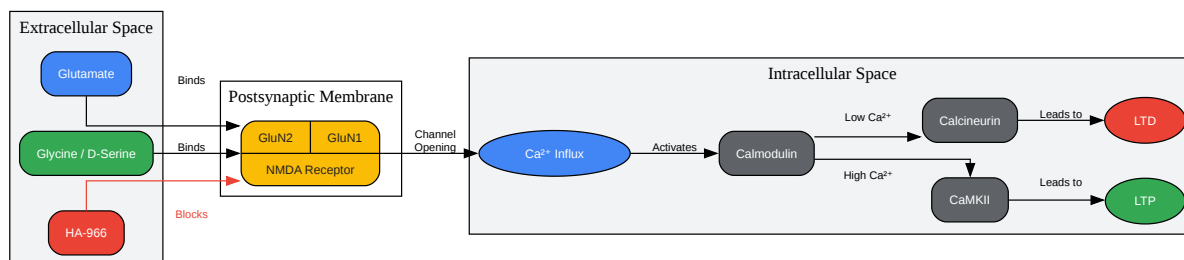 Extracellular Space
Glutamate
Glycine / D-Serine
HA-966
Binds
Binds
Blocks
Postsynaptic Membrane
GluN2
GluN1
NMDA Receptor
Channel
Opening
Intracellular Space
Ca²⁺ Influx
Activates
Calmodulin
Low Ca²⁺
High Ca²⁺
Calcineurin
CaMKII
Leads to
Leads to
LTD
LTP